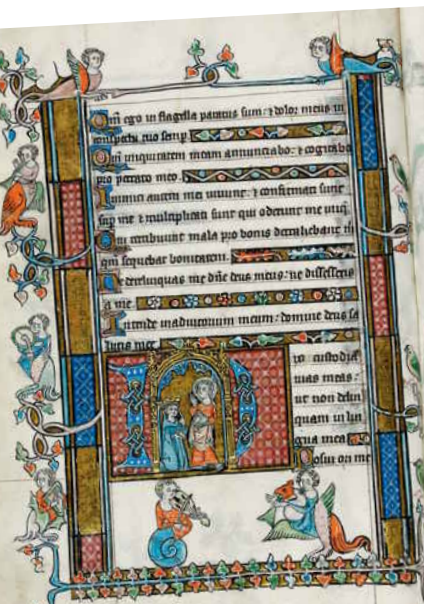 Qm ego in flagella paratus sum: ⁊ dolor meus in
conspectu tuo semp
Qm iniquitatem meam annunciabo: ⁊ cogitabo
pro peccato meo.
Inimici autem mei uiuunt: ⁊ confirmati sunt
sup me ⁊ multiplicati sunt qui oderunt me iniq
Qui retribuunt mala pro bonis detrahebant m
qm sequebar bonitatem.
Ne derelinquas me dñe deus meus: ne discesseris
a me.
Intende in adiutorium meum: domine deus sa
lutis mee.
custodia
uias meas:
ut non delin
quam in lin
gua mea
Posui ori me